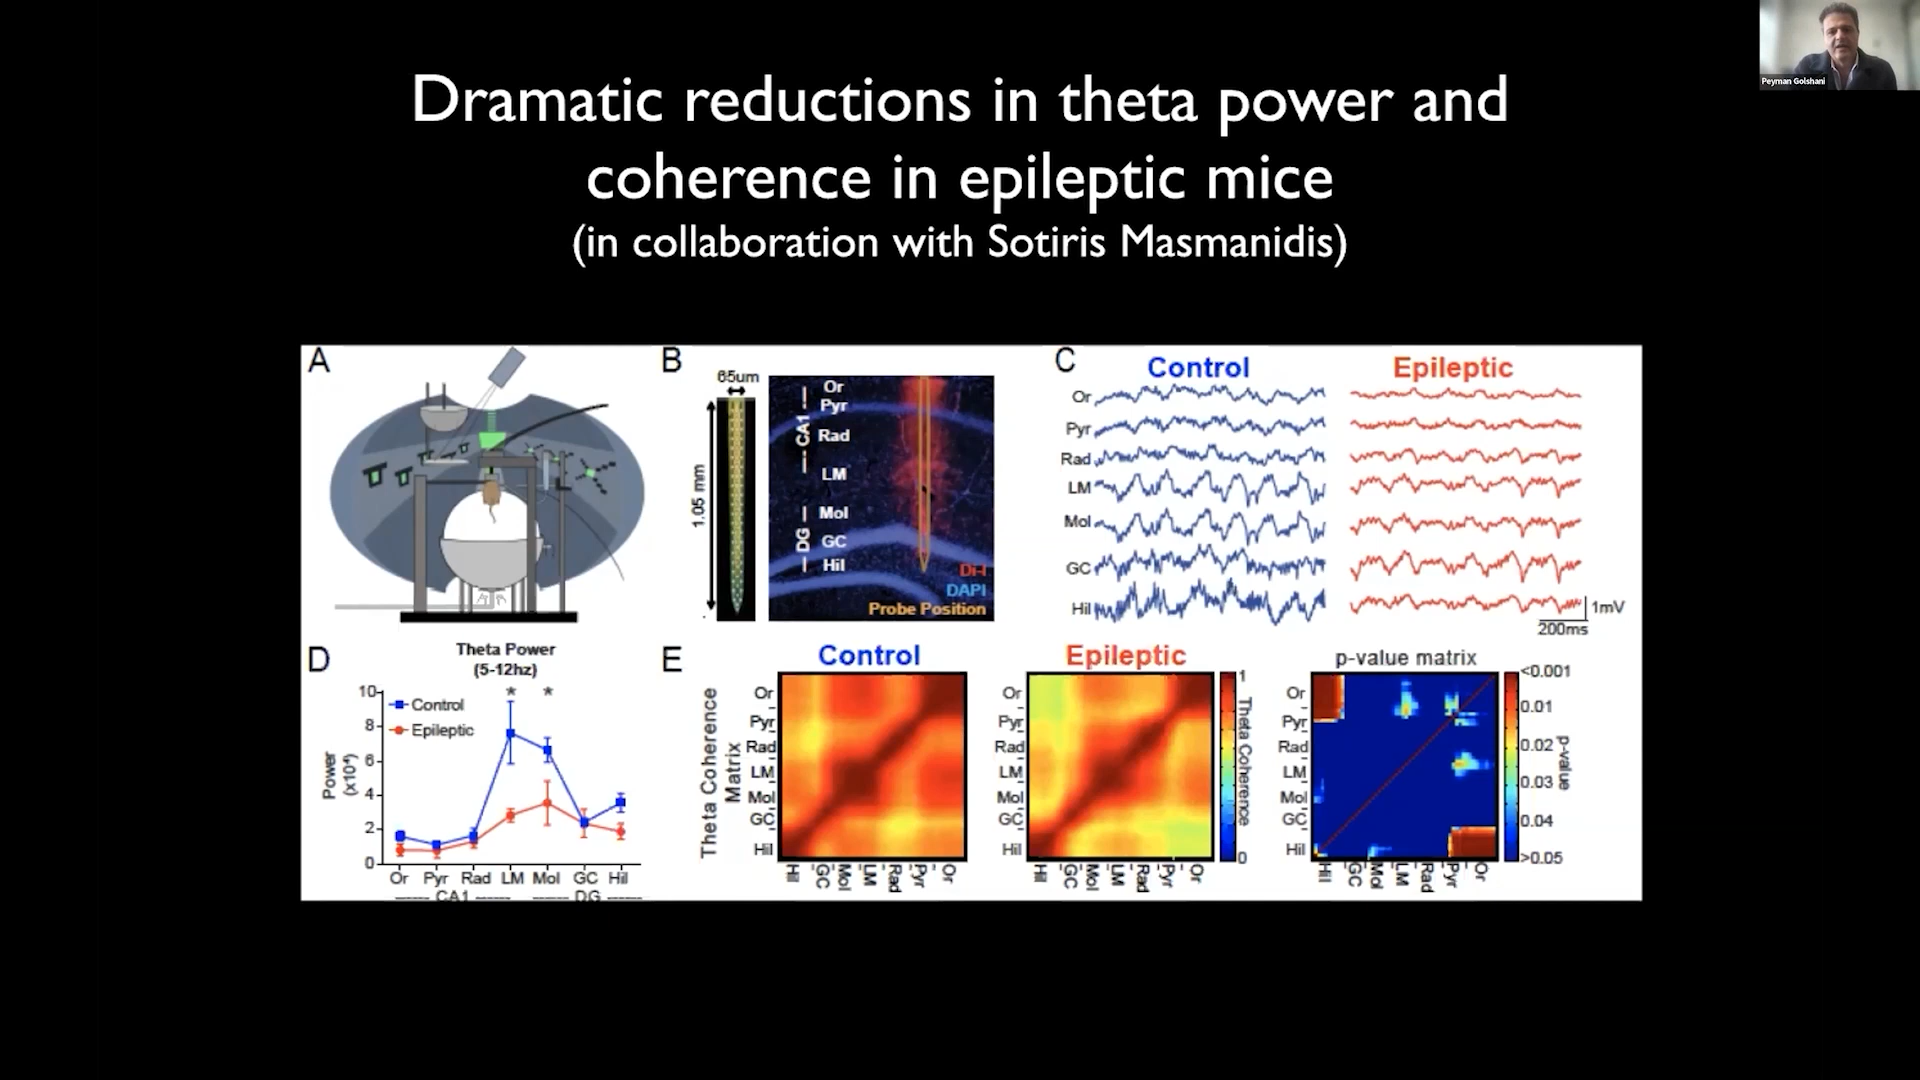 Peyman Golshani
Dramatic reductions in theta power and
coherence in epileptic mice
(in collaboration with Sotiris Masmanidis)
A
B
65um
1.05 mm
CA1
DG
Or
Pyr
Rad
LM
Mol
GC
Hil
Di-I
DAPI
Probe Position
C
Control
Epileptic
Or
Pyr
Rad
LM
Mol
GC
Hil
1mV
200ms
D
Theta Power
(5-12hz)
* *
Control
Epileptic
Power
(x10⁴)
10
8
6
4
2
0
Or Pyr Rad LM Mol GC Hil
CA1 DG
E
Control
Epileptic
p-value matrix
Theta Coherence
Matrix
Or
Pyr
Rad
LM
Mol
GC
Hil
Hil GC Mol LM Rad Pyr Or
Or
Pyr
Rad
LM
Mol
GC
Hil
Hil GC Mol LM Rad Pyr Or
1
0
Theta Coherence
Or
Pyr
Rad
LM
Mol
GC
Hil
Hil GC Mol LM Rad Pyr Or
<0.001
0.01
0.02
0.03
0.04
>0.05
p-value